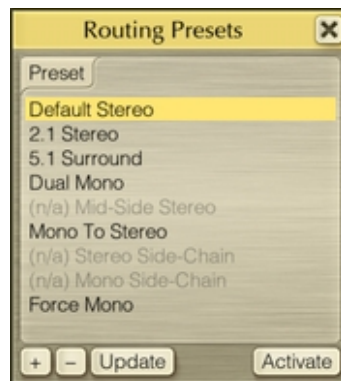 Routing Presets
Preset
Default Stereo
2.1 Stereo
5.1 Surround
Dual Mono
(n/a) Mid-Side Stereo
Mono To Stereo
(n/a) Stereo Side-Chain
(n/a) Mono Side-Chain
Force Mono
+ - Update Activate